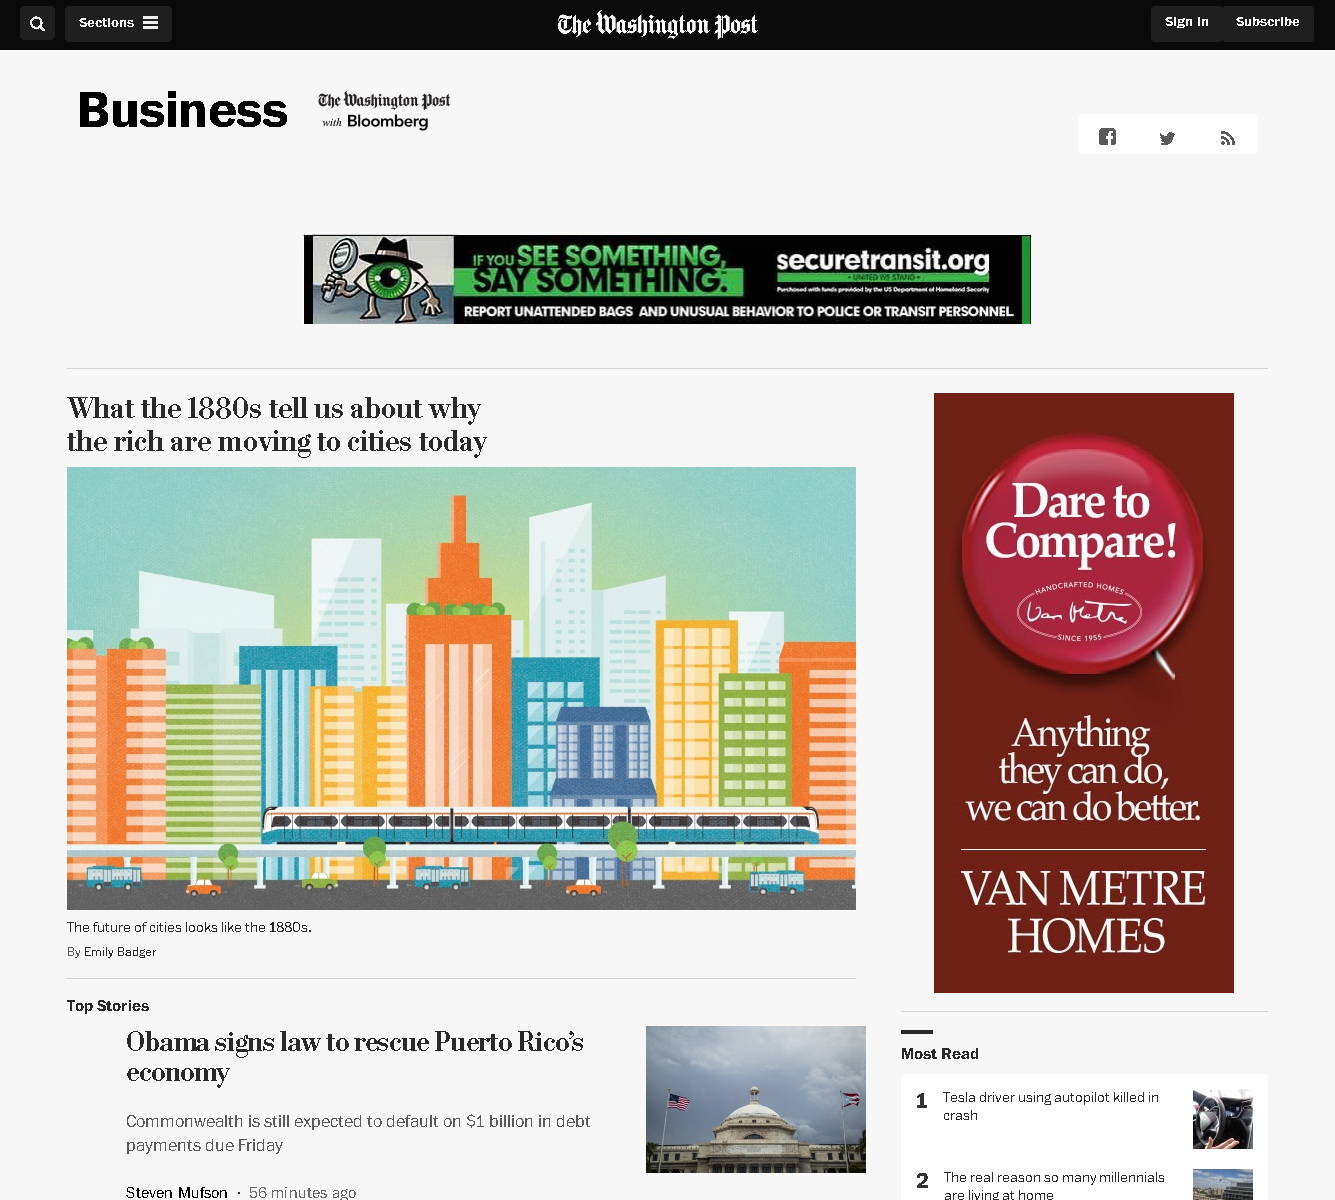 Sections
The Washington Post
Sign In
Subscribe
Business
The Washington Post
with Bloomberg
IF YOU SEE SOMETHING,
SAY SOMETHING.
securetransit.org
- UNITED WE STAND -
Purchased with funds provided by the US Department of Homeland Security
REPORT UNATTENDED BAGS AND UNUSUAL BEHAVIOR TO POLICE OR TRANSIT PERSONNEL
What the 1880s tell us about why
the rich are moving to cities today
The future of cities looks like the 1880s.
By Emily Badger
Dare to
Compare!
HANDCRAFTED HOMES
Van Metre
SINCE 1955
Anything
they can do,
we can do better.
VAN METRE
HOMES
Top Stories
Obama signs law to rescue Puerto Rico’s
economy
Commonwealth is still expected to default on $1 billion in debt
payments due Friday
Steven Mufson · 56 minutes ago
Most Read
1 Tesla driver using autopilot killed in
crash
2 The real reason so many millennials
are living at home